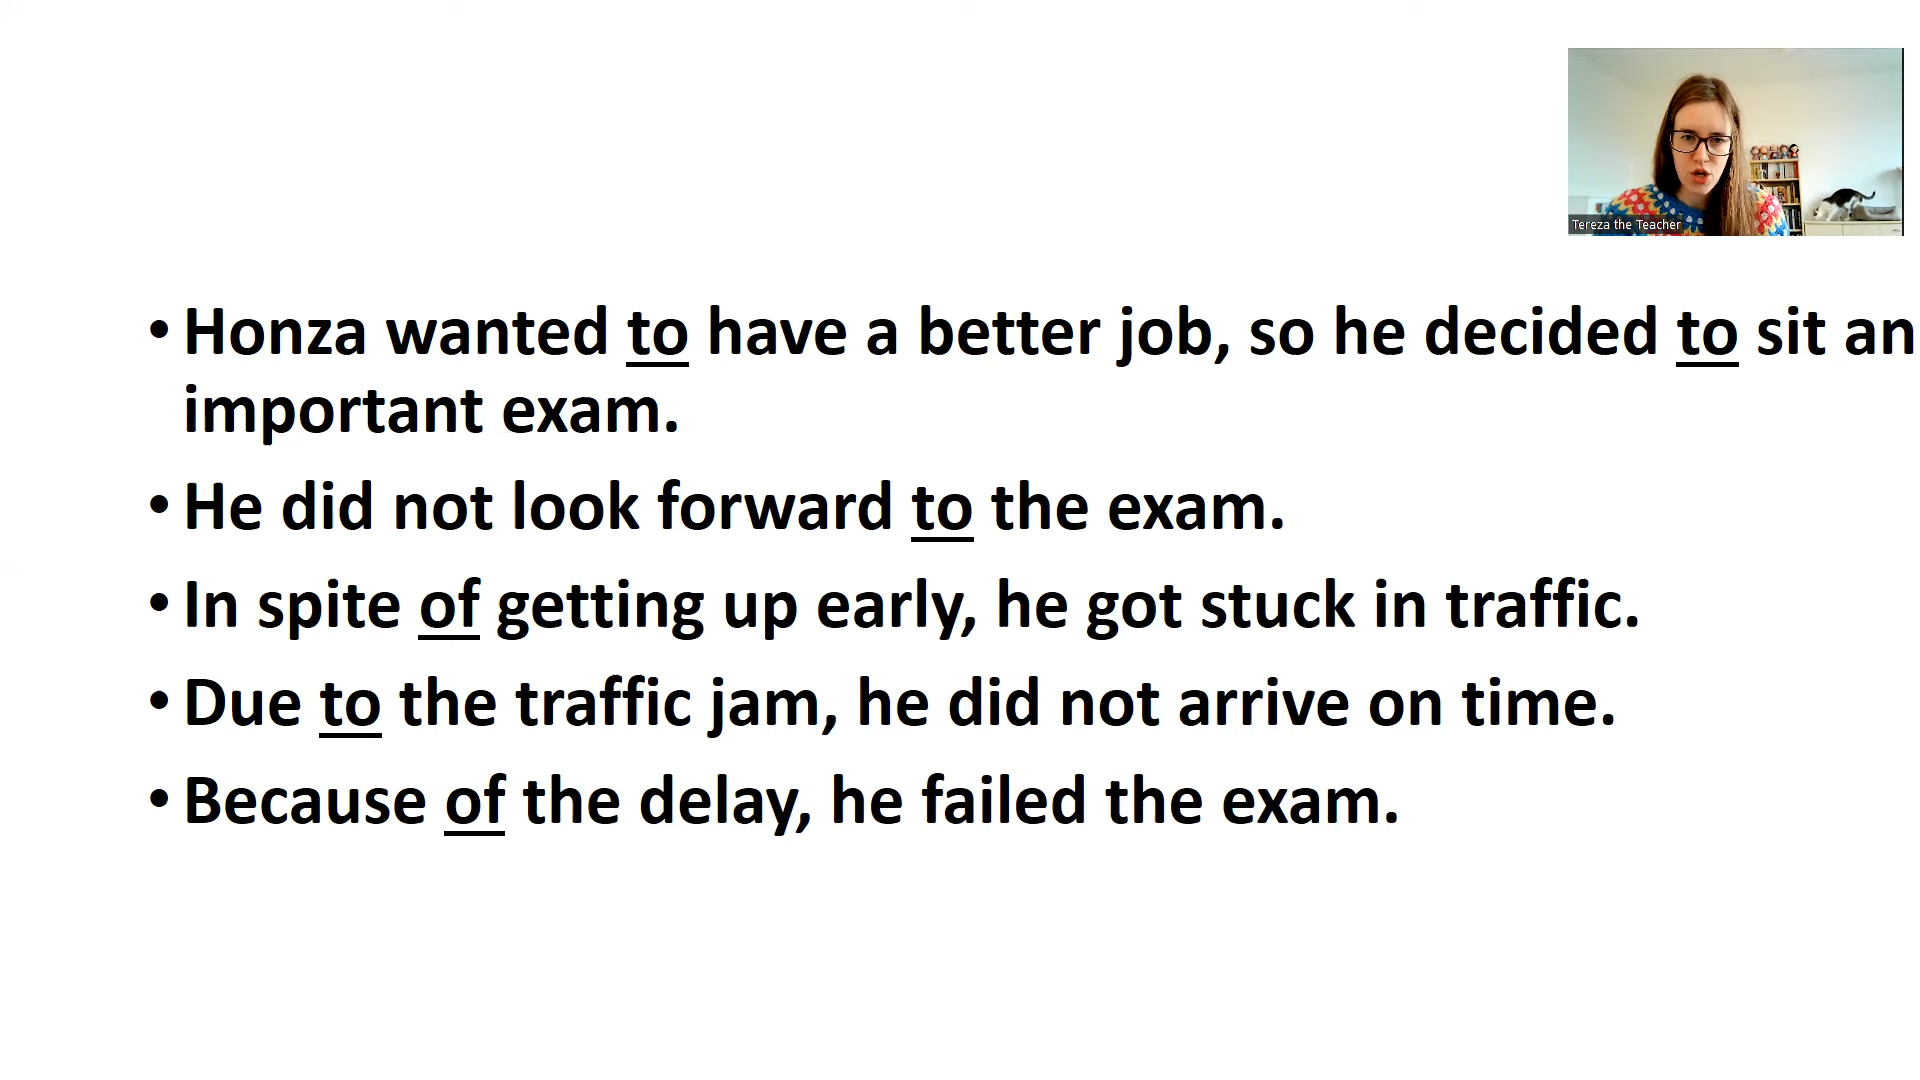 Tereza the Teacher
• Honza wanted to have a better job, so he decided to sit an
important exam.
• He did not look forward to the exam.
• In spite of getting up early, he got stuck in traffic.
• Due to the traffic jam, he did not arrive on time.
• Because of the delay, he failed the exam.